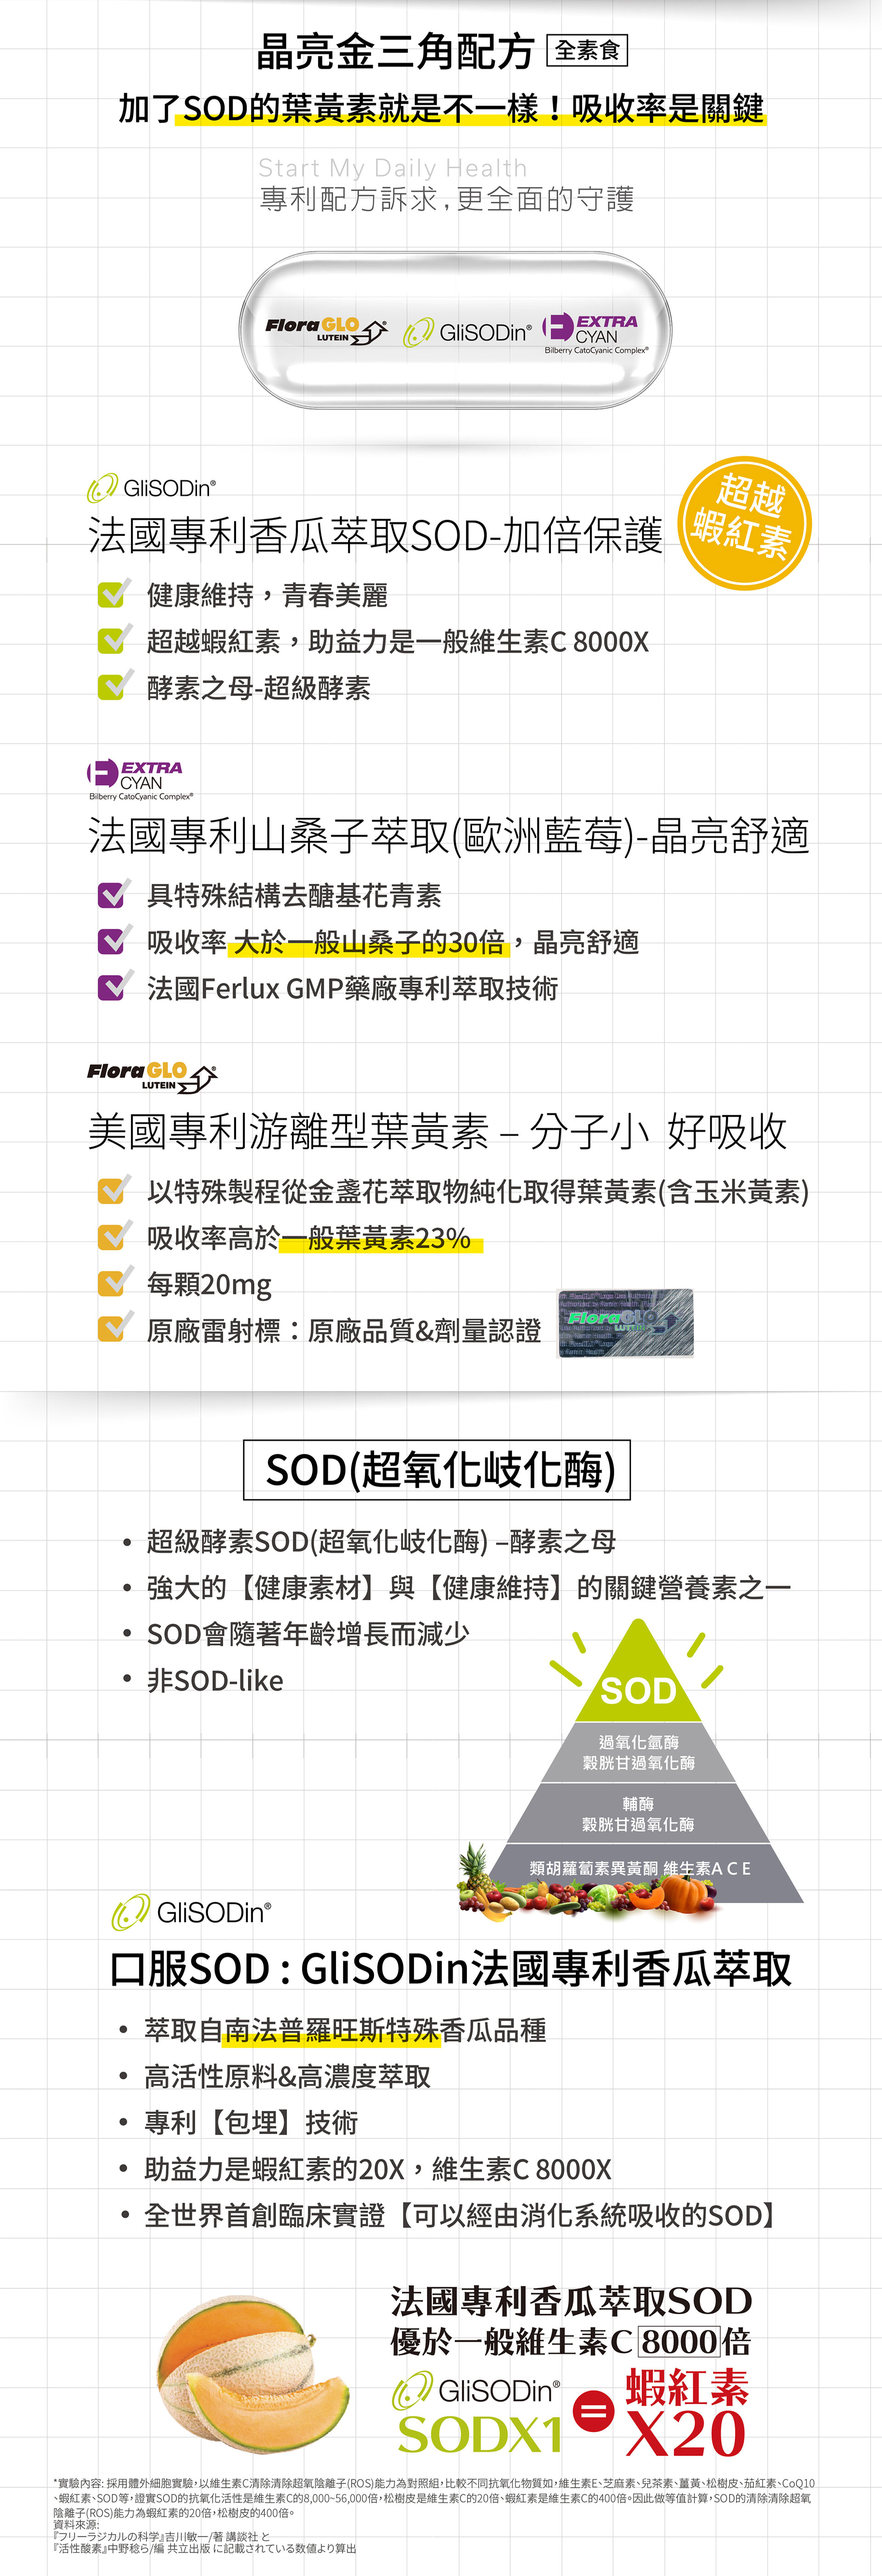 晶亮金三角配方 全素食
加了SOD的葉黃素就是不一樣！吸收率是關鍵
Start My Daily Health
專利配方訴求，更全面的守護
FloraGLO LUTEIN® GliSODin® EXTRA CYAN Bilberry CatoCyanic Complex®
GliSODin®
法國專利香瓜萃取SOD-加倍保護
超越
蝦紅素
健康維持，青春美麗
超越蝦紅素，助益力是一般維生素C 8000X
酵素之母-超級酵素
EXTRA
CYAN
Bilberry CatoCyanic Complex®
法國專利山桑子萃取(歐洲藍莓)-晶亮舒適
具特殊結構去醣基花青素
吸收率 大於一般山桑子的30倍，晶亮舒適
法國Ferlux GMP藥廠專利萃取技術
FloraGLO®
LUTEIN
美國專利游離型葉黃素 – 分子小 好吸收
以特殊製程從金盞花萃取物純化取得葉黃素(含玉米黃素)
吸收率高於一般葉黃素23%
每顆20mg
原廠雷射標：原廠品質&劑量認證
FloraGLO
LUTEIN
SOD(超氧化岐化酶)
• 超級酵素SOD(超氧化岐化酶) –酵素之母
• 強大的【健康素材】與【健康維持】的關鍵營養素之一
• SOD會隨著年齡增長而減少
• 非SOD-like
SOD
過氧化氫酶
穀胱甘過氧化酶
輔酶
穀胱甘過氧化酶
類胡蘿蔔素異黃酮 維生素A C E
GliSODin®
口服SOD : GliSODin法國專利香瓜萃取
• 萃取自南法普羅旺斯特殊香瓜品種
• 高活性原料&高濃度萃取
• 專利【包埋】技術
• 助益力是蝦紅素的20X，維生素C 8000X
• 全世界首創臨床實證【可以經由消化系統吸收的SOD】
法國專利香瓜萃取SOD
優於一般維生素C 8000倍
GliSODin®
SODX1
=
蝦紅素
X20
*實驗內容: 採用體外細胞實驗，以維生素C清除清除超氧陰離子(ROS)能力為對照組，比較不同抗氧化物質如，維生素E、芝麻素、兒茶素、薑黃、松樹皮、茄紅素、CoQ10
、蝦紅素、SOD等，證實SOD的抗氧化活性是維生素C的8,000~56,000倍，松樹皮是維生素C的20倍、蝦紅素是維生素C的400倍。因此做等值計算，SOD的清除清除超氧
陰離子(ROS)能力為蝦紅素的20倍，松樹皮的400倍。
資料來源:
『フリーラジカルの科学』吉川敏一/著 講談社 と
『活性酸素』中野稔ら/編 共立出版 に記載されている数値より算出